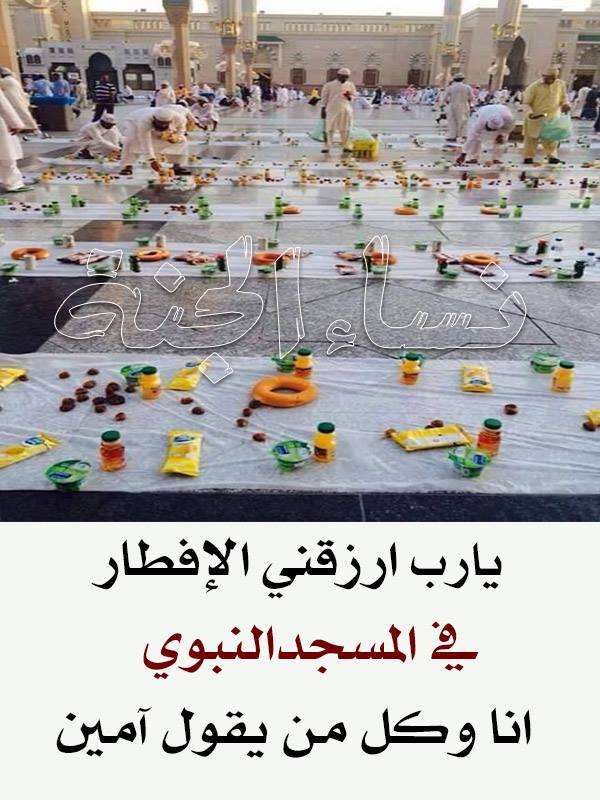 نساء الجنة
يارب ارزقني الإفطار
في المسجدالنبوي
انا وكل من يقول آمين